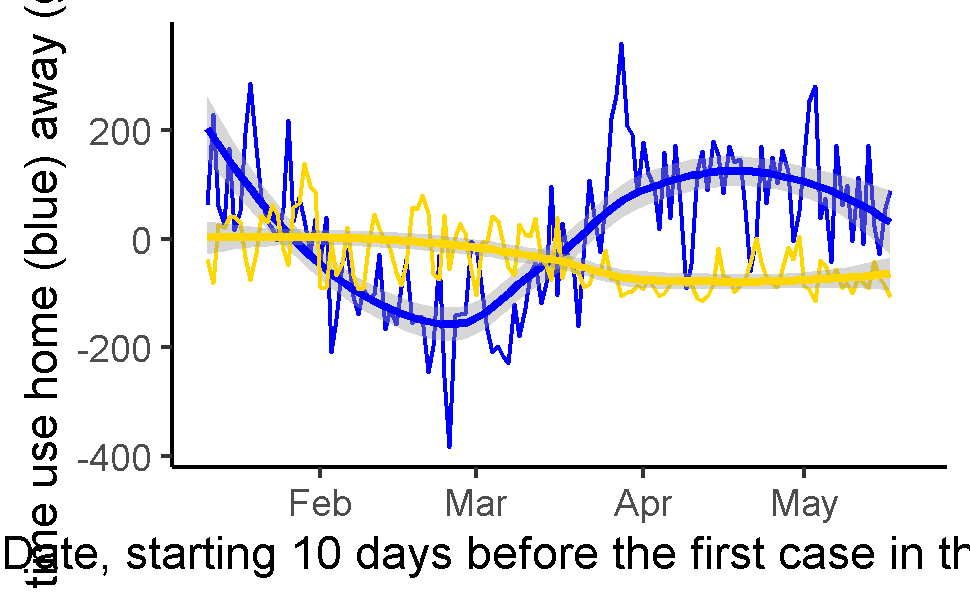 time use home (blue) away (
200
0
-200
-400
Feb Mar Apr May
Date, starting 10 days before the first case in th